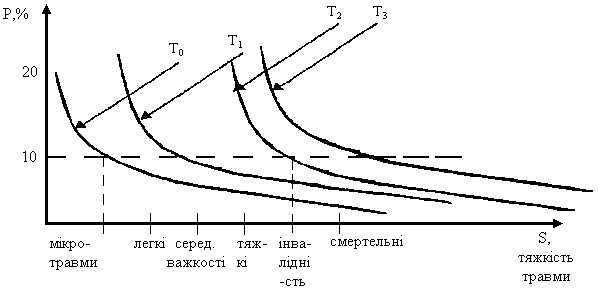 P,%
T₂
T₃
T₁
T₀
20
10
мікро-
травми
легкі
серед.
важкості
тяж-
кі
інва-
лідні
-сть
смертельні
S,
тяжкість
травми